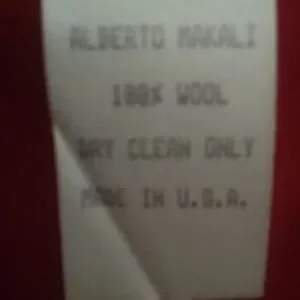 ALBERTO MAKALI
100% WOOL
DRY CLEAN ONLY
MADE IN U.S.A.